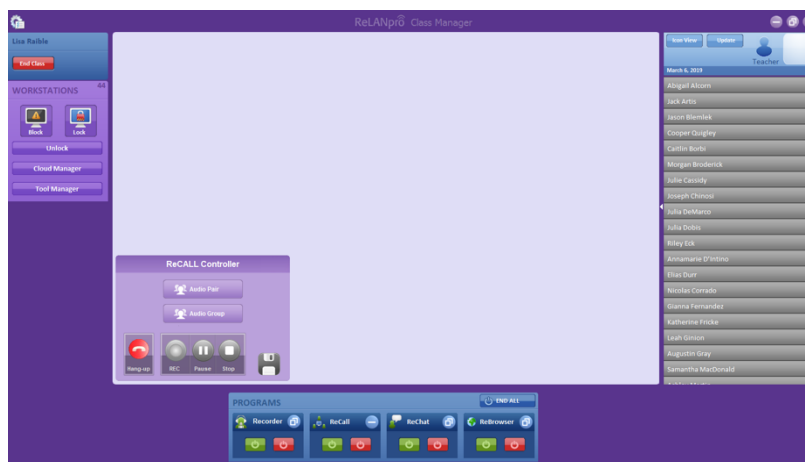 ReLANpro Class Manager
Lisa Raible
End Class
WORKSTATIONS 44
Block
Lock
Unlock
Cloud Manager
Tool Manager
Icon View
Update
Teacher
March 6, 2019
Abigail Alcorn
Jack Artis
Jason Blemlek
Cooper Quigley
Caitlin Borbi
Morgan Broderick
Julie Cassidy
Joseph Chinosi
Julia DeMarco
Julia Dobis
Riley Eck
Annamarie D'Intino
Elias Durr
Nicolas Corrado
Gianna Fernandez
Katherine Fricke
Leah Ginion
Augustin Gray
Samantha MacDonald
ReCALL Controller
Audio Pair
Audio Group
Hang-up
REC
Pause
Stop
PROGRAMS
END ALL
Recorder
ReCall
ReChat
ReBrowser